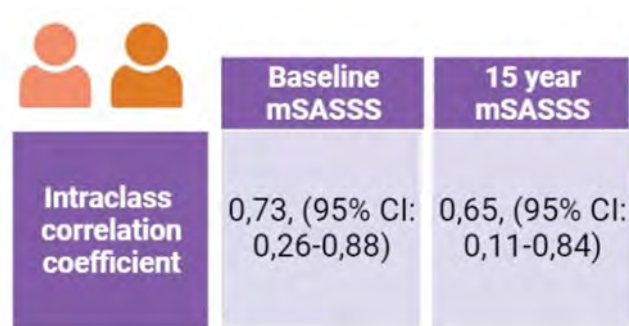 Baseline
mSASSS
15 year
mSASSS
Intraclass
correlation
coefficient
0,73, (95% CI:
0,26-0,88)
0,65, (95% CI:
0,11-0,84)